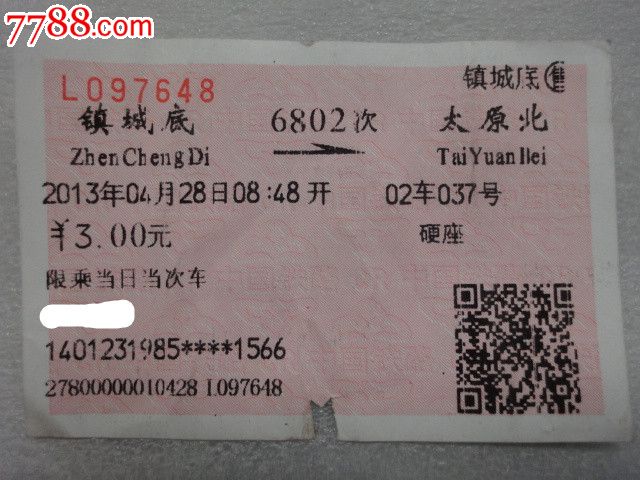 7788.com
L097648
镇城底㊣售
镇城底 6802次 太原北
ZhenChengDi TaiYuanBei
2013年04月28日08:48开 02车037号
¥3.00元 硬座
限乘当日当次车
1401231985****1566
27800000010428 L097648